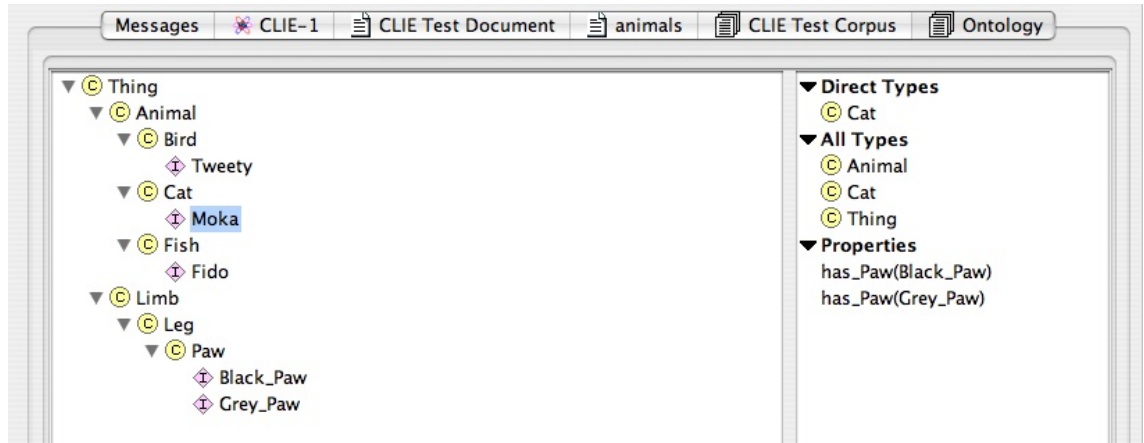 Messages CLIE-1 CLIE Test Document animals CLIE Test Corpus Ontology
C Thing
C Animal
C Bird
I Tweety
C Cat
I Moka
C Fish
I Fido
C Limb
C Leg
C Paw
I Black_Paw
I Grey_Paw
Direct Types
C Cat
All Types
C Animal
C Cat
C Thing
Properties
has_Paw(Black_Paw)
has_Paw(Grey_Paw)